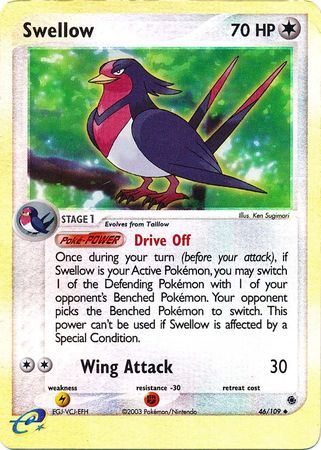 Swellow 70 HP
Illus. Ken Sugimori
STAGE 1
Evolves from Taillow
Poké-POWER Drive Off
Once during your turn (before your attack), if
Swellow is your Active Pokémon, you may switch
1 of the Defending Pokémon with 1 of your
opponent's Benched Pokémon. Your opponent
picks the Benched Pokémon to switch. This
power can't be used if Swellow is affected by a
Special Condition.
Wing Attack 30
weakness resistance -30 retreat cost
e EGJ-VCJ-EFH ©2003 Pokémon/Nintendo 46/109